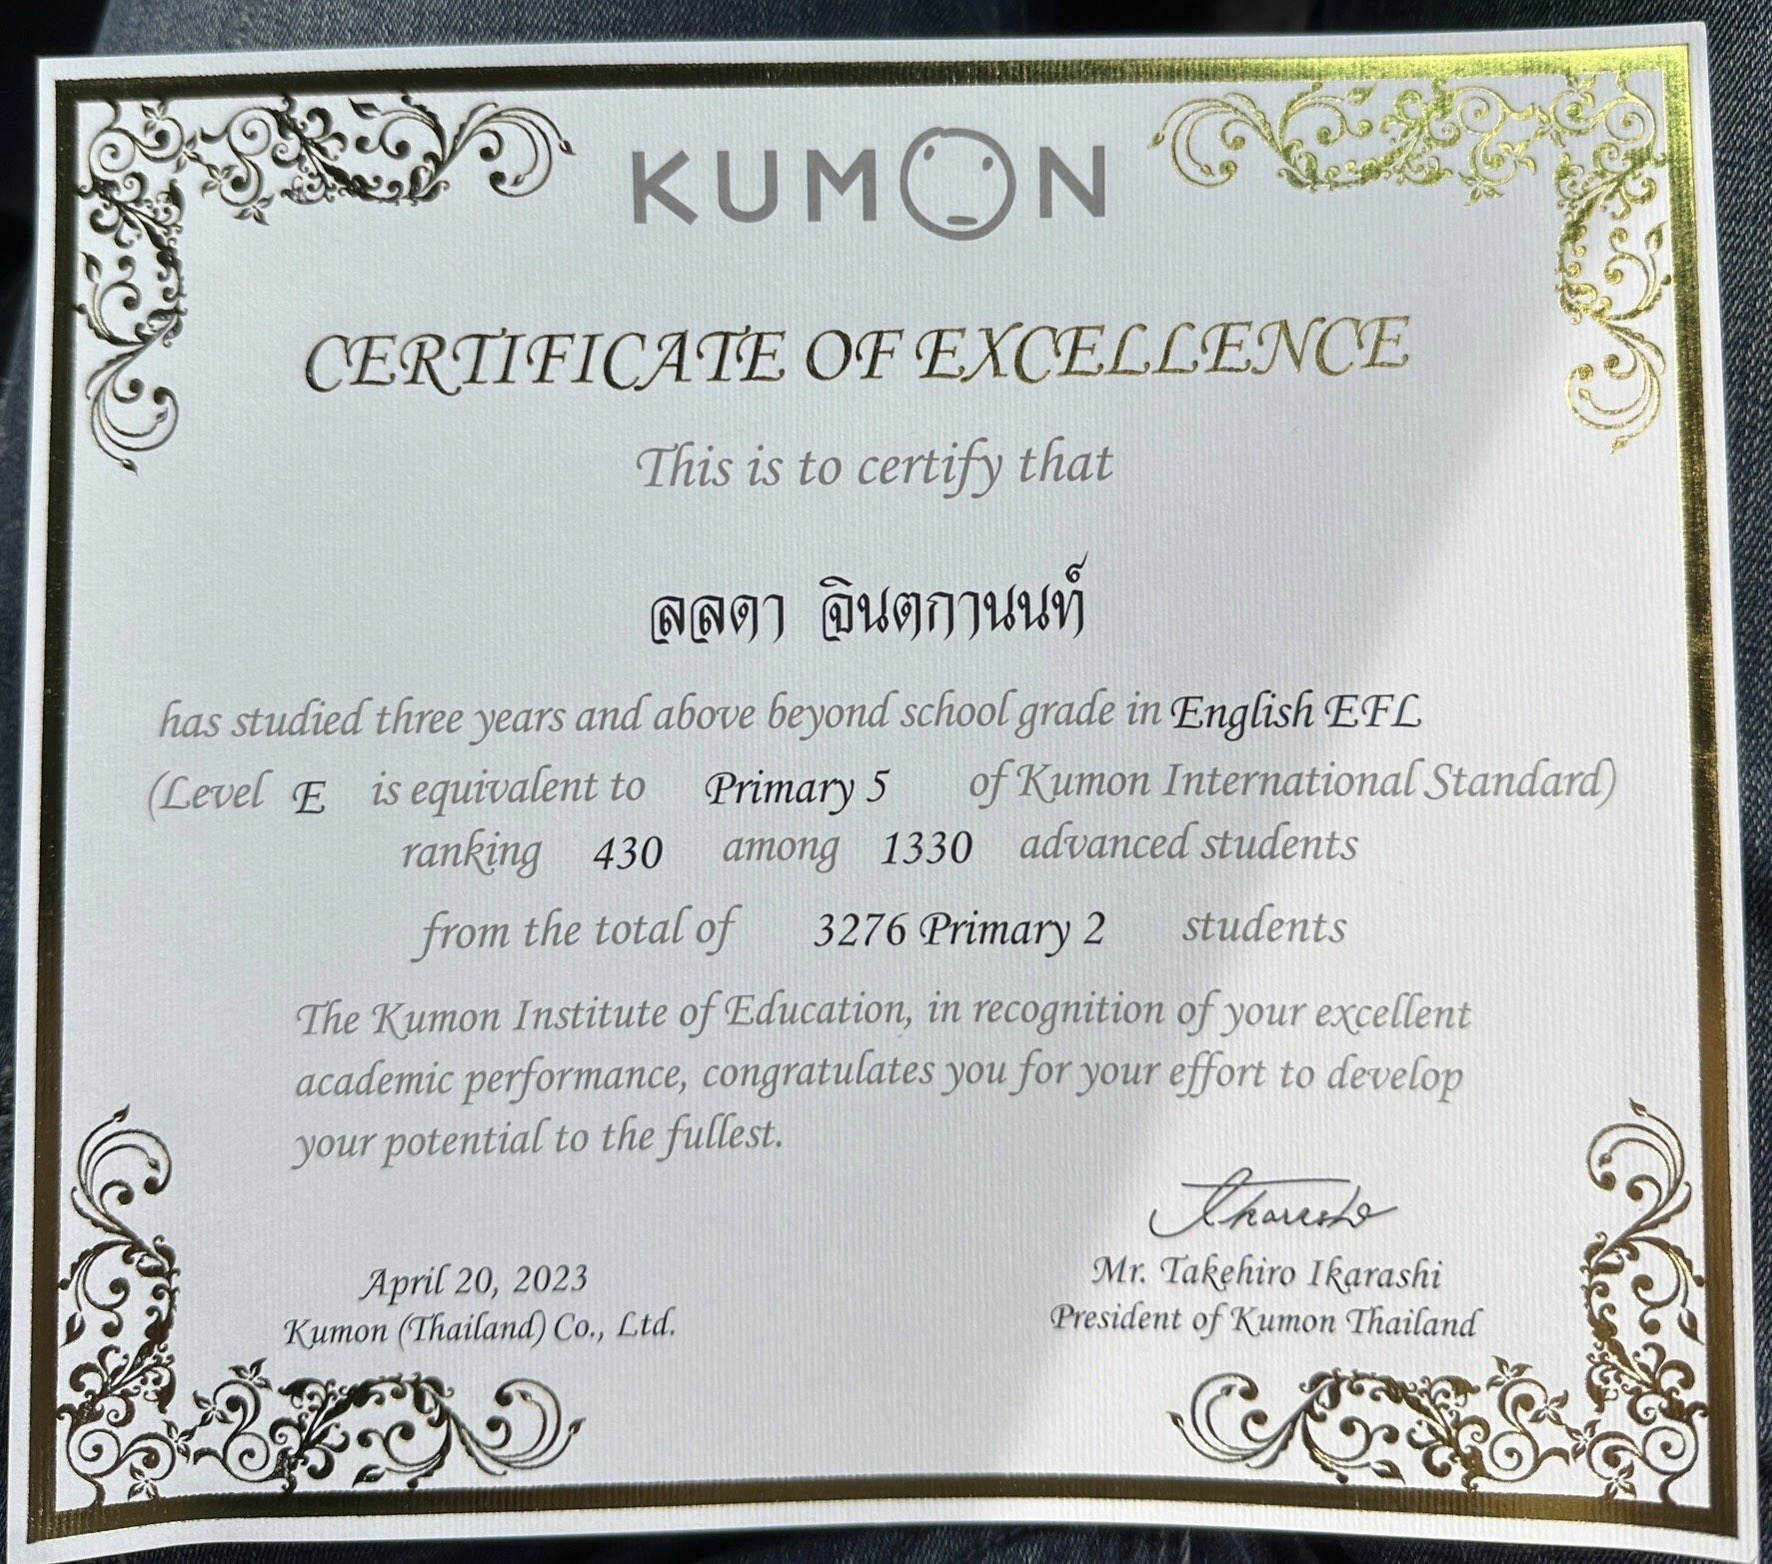 KUMON
CERTIFICATE OF EXCELLENCE
This is to certify that
ลลดา จินตกานนท์
has studied three years and above beyond school grade in English EFL
(Level E is equivalent to Primary 5 of Kumon International Standard)
ranking 430 among 1330 advanced students
from the total of 3276 Primary 2 students
The Kumon Institute of Education, in recognition of your excellent
academic performance, congratulates you for your effort to develop
your potential to the fullest.
Ikarashi
April 20, 2023
Mr. Takehiro Ikarashi
Kumon (Thailand) Co., Ltd.
President of Kumon Thailand